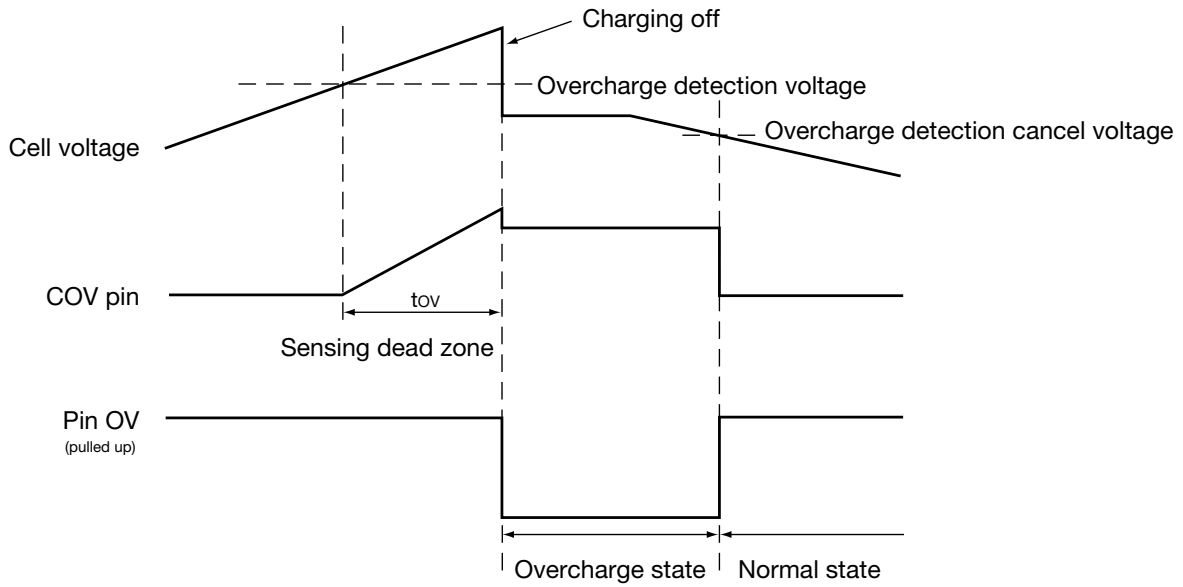 Charging off
Overcharge detection voltage
Overcharge detection cancel voltage
Cell voltage
COV pin
tov
Sensing dead zone
Pin OV
(pulled up)
Overcharge state
Normal state